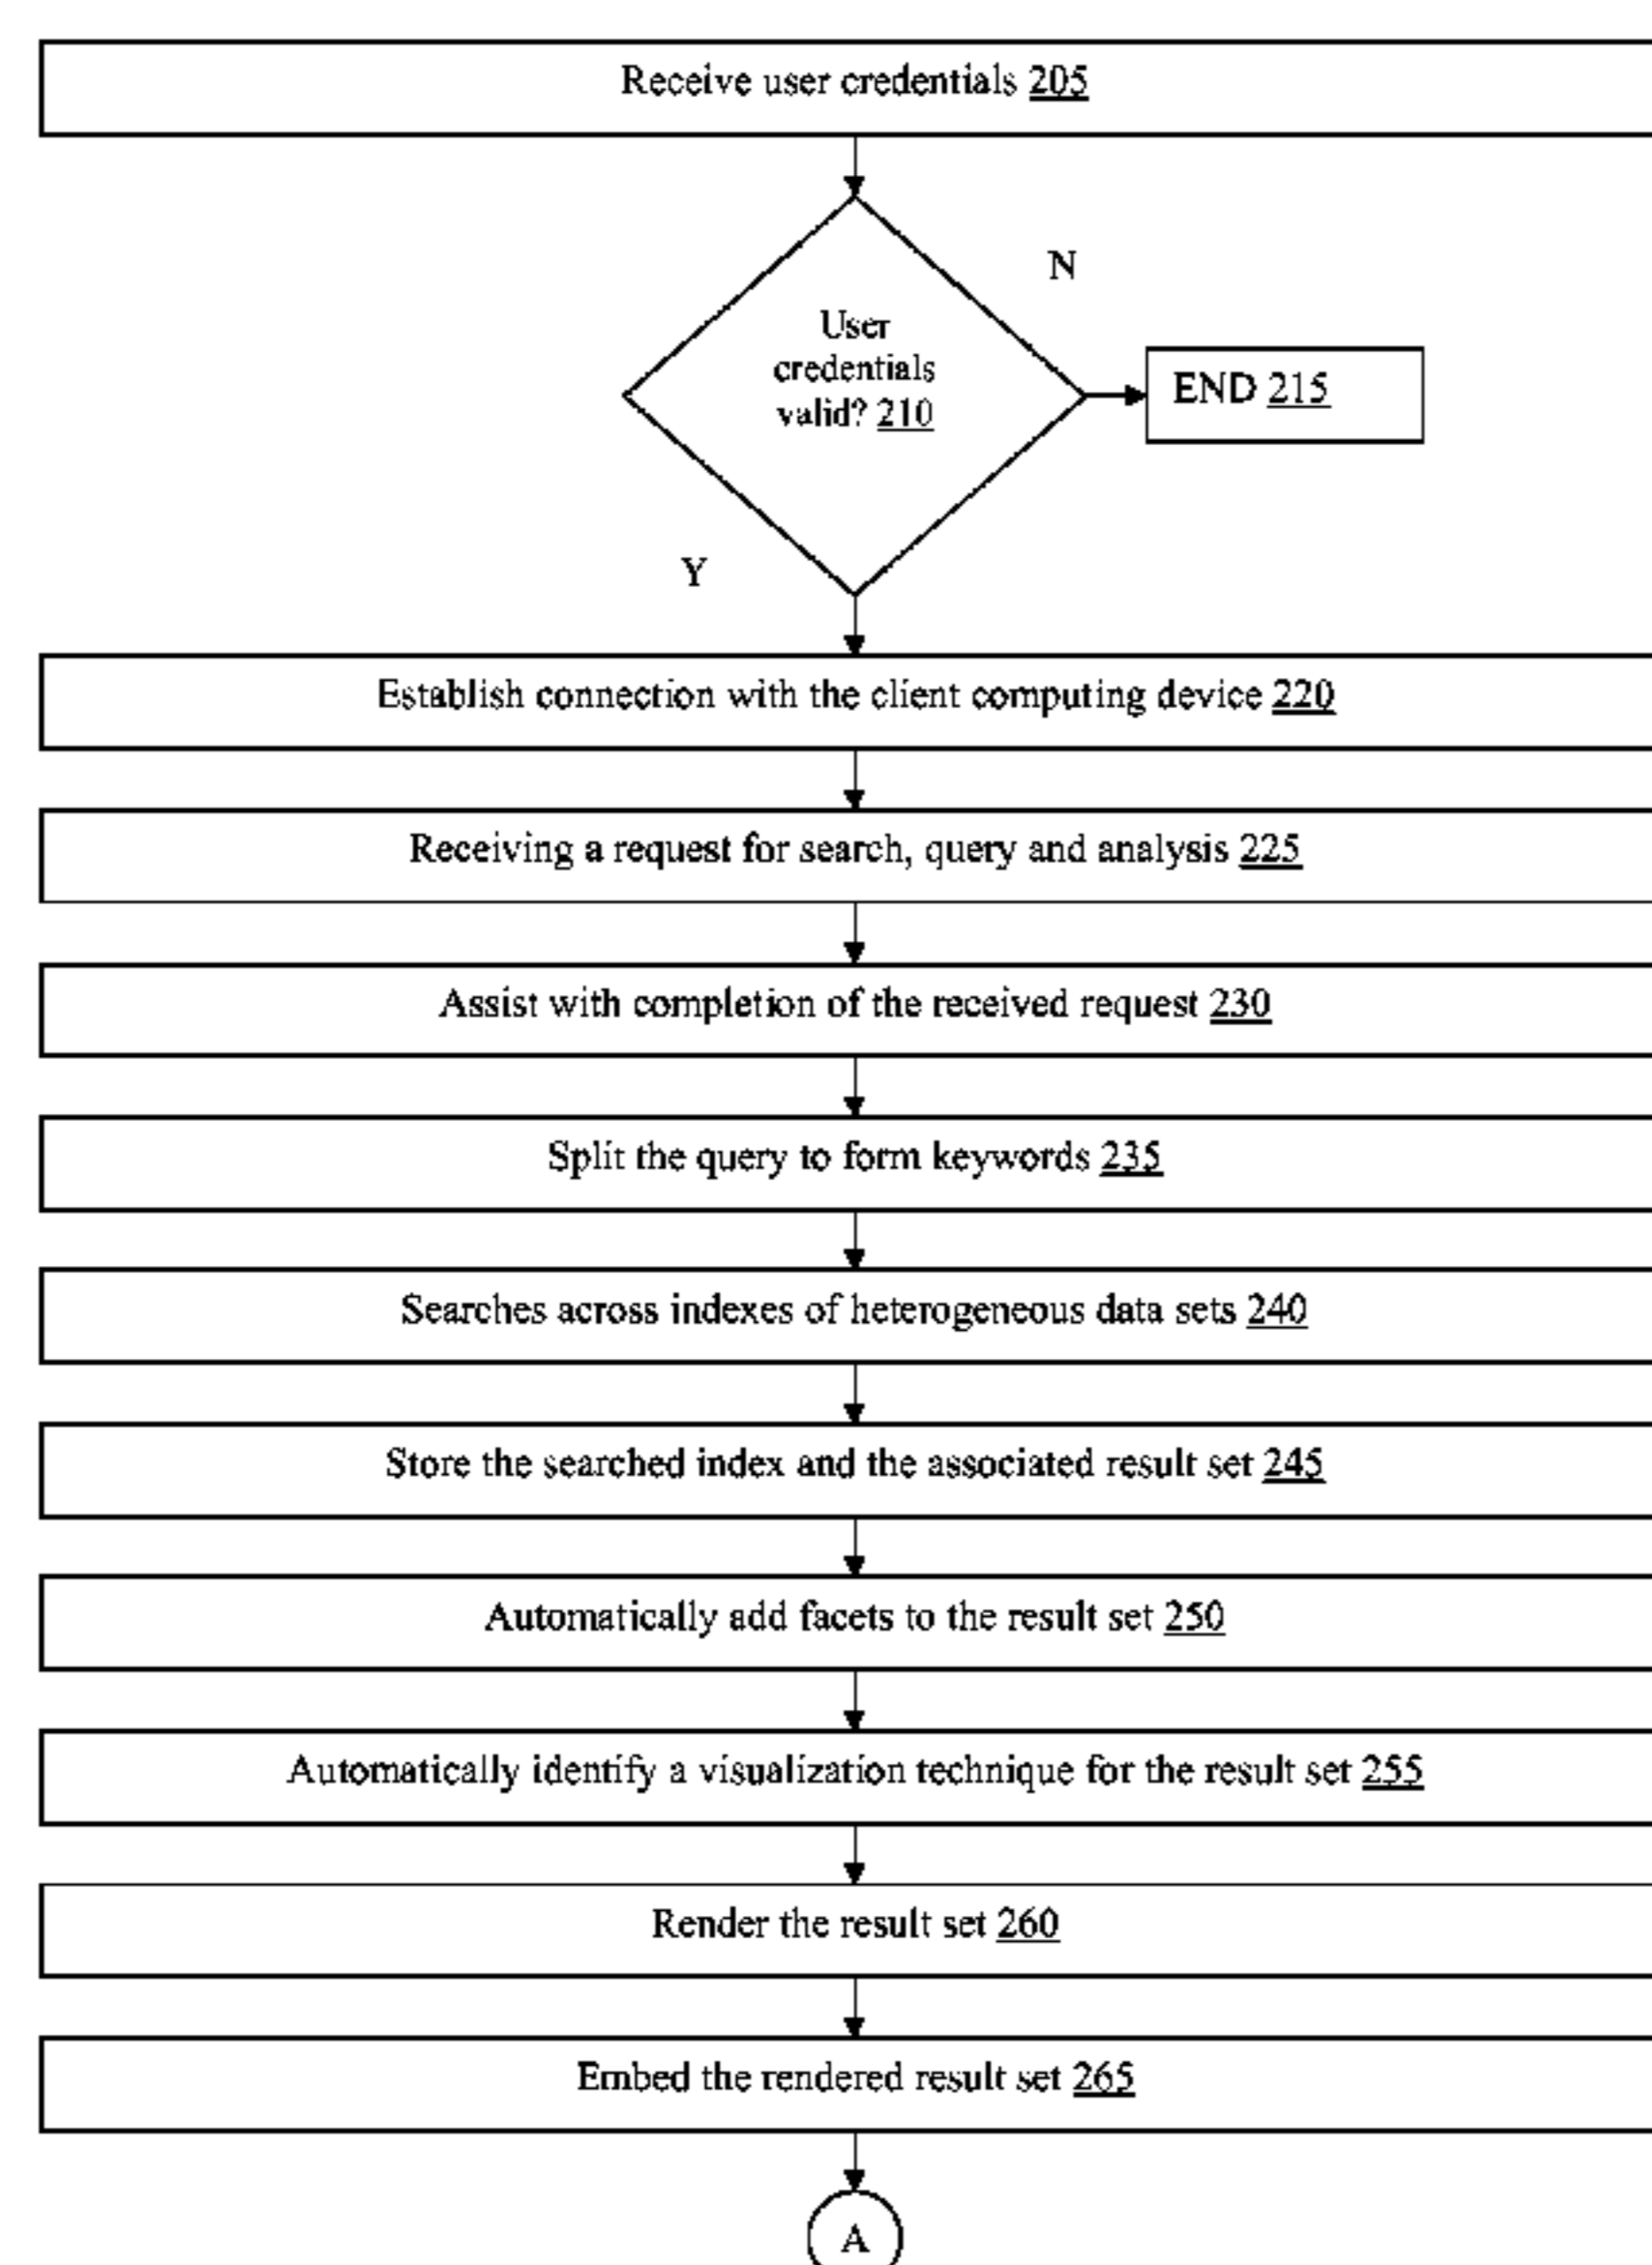 Receive user credentials 205
N
User
credentials
valid? 210
END 215
Y
Establish connection with the client computing device 220
Receiving a request for search, query and analysis 225
Assist with completion of the received request 230
Split the query to form keywords 235
Searches across indexes of heterogeneous data sets 240
Store the searched index and the associated result set 245
Automatically add facets to the result set 250
Automatically identify a visualization technique for the result set 255
Render the result set 260
Embed the rendered result set 265
A